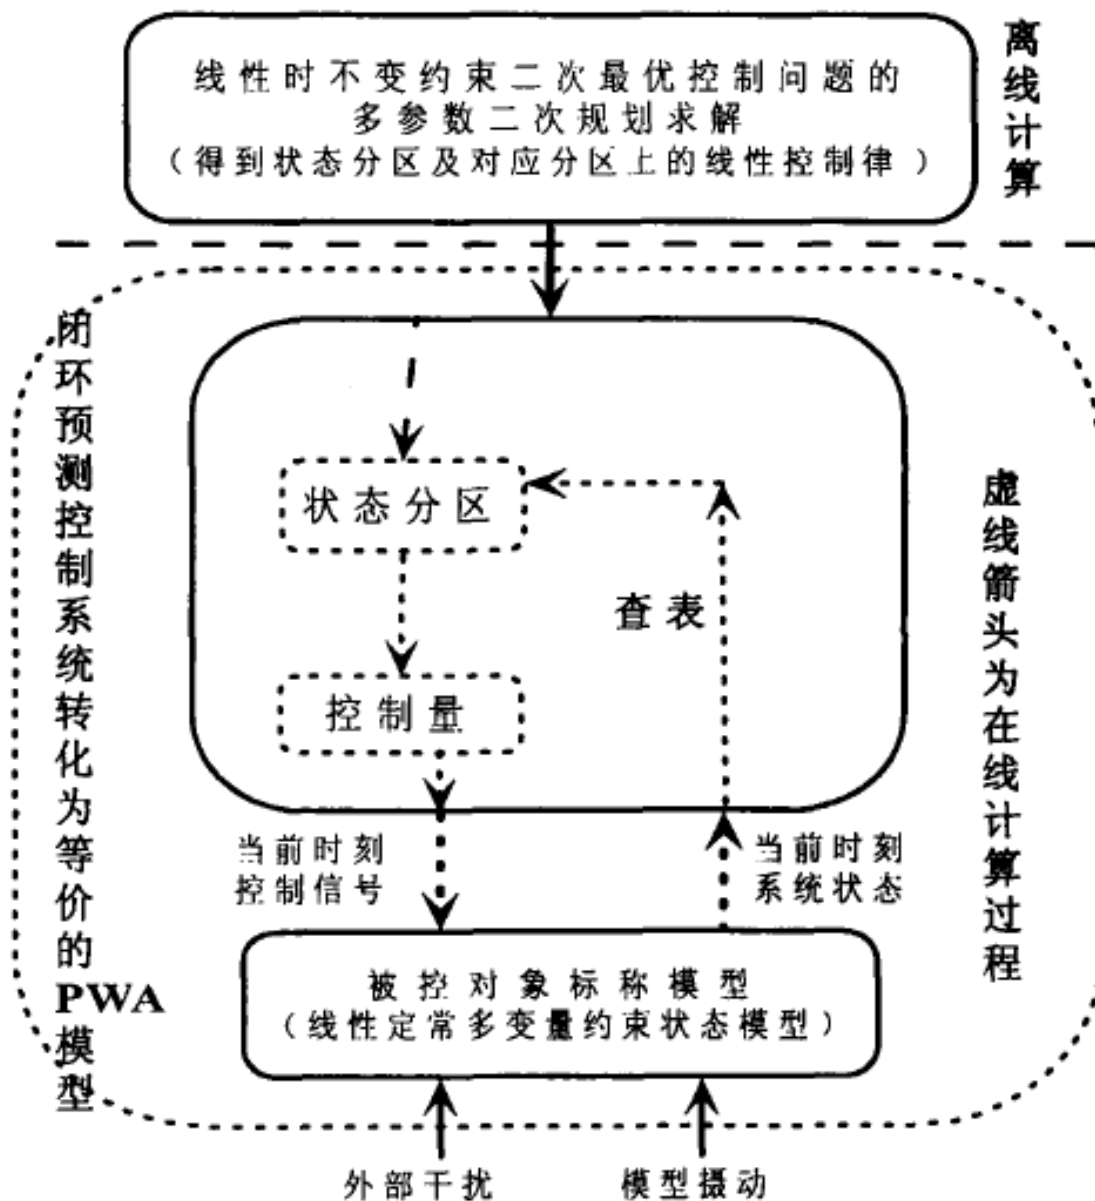 线性时不变约束二次最优控制问题的
多参数二次规划求解
（得到状态分区及对应分区上的线性控制律）
离线计算
闭环预测控制系统转化为等价的PWA模型
状态分区
查表
控制量
虚线箭头为在线计算过程
当前时刻
控制信号
当前时刻
系统状态
被控对象标称模型
（线性定常多变量约束状态模型）
外部干扰
模型摄动